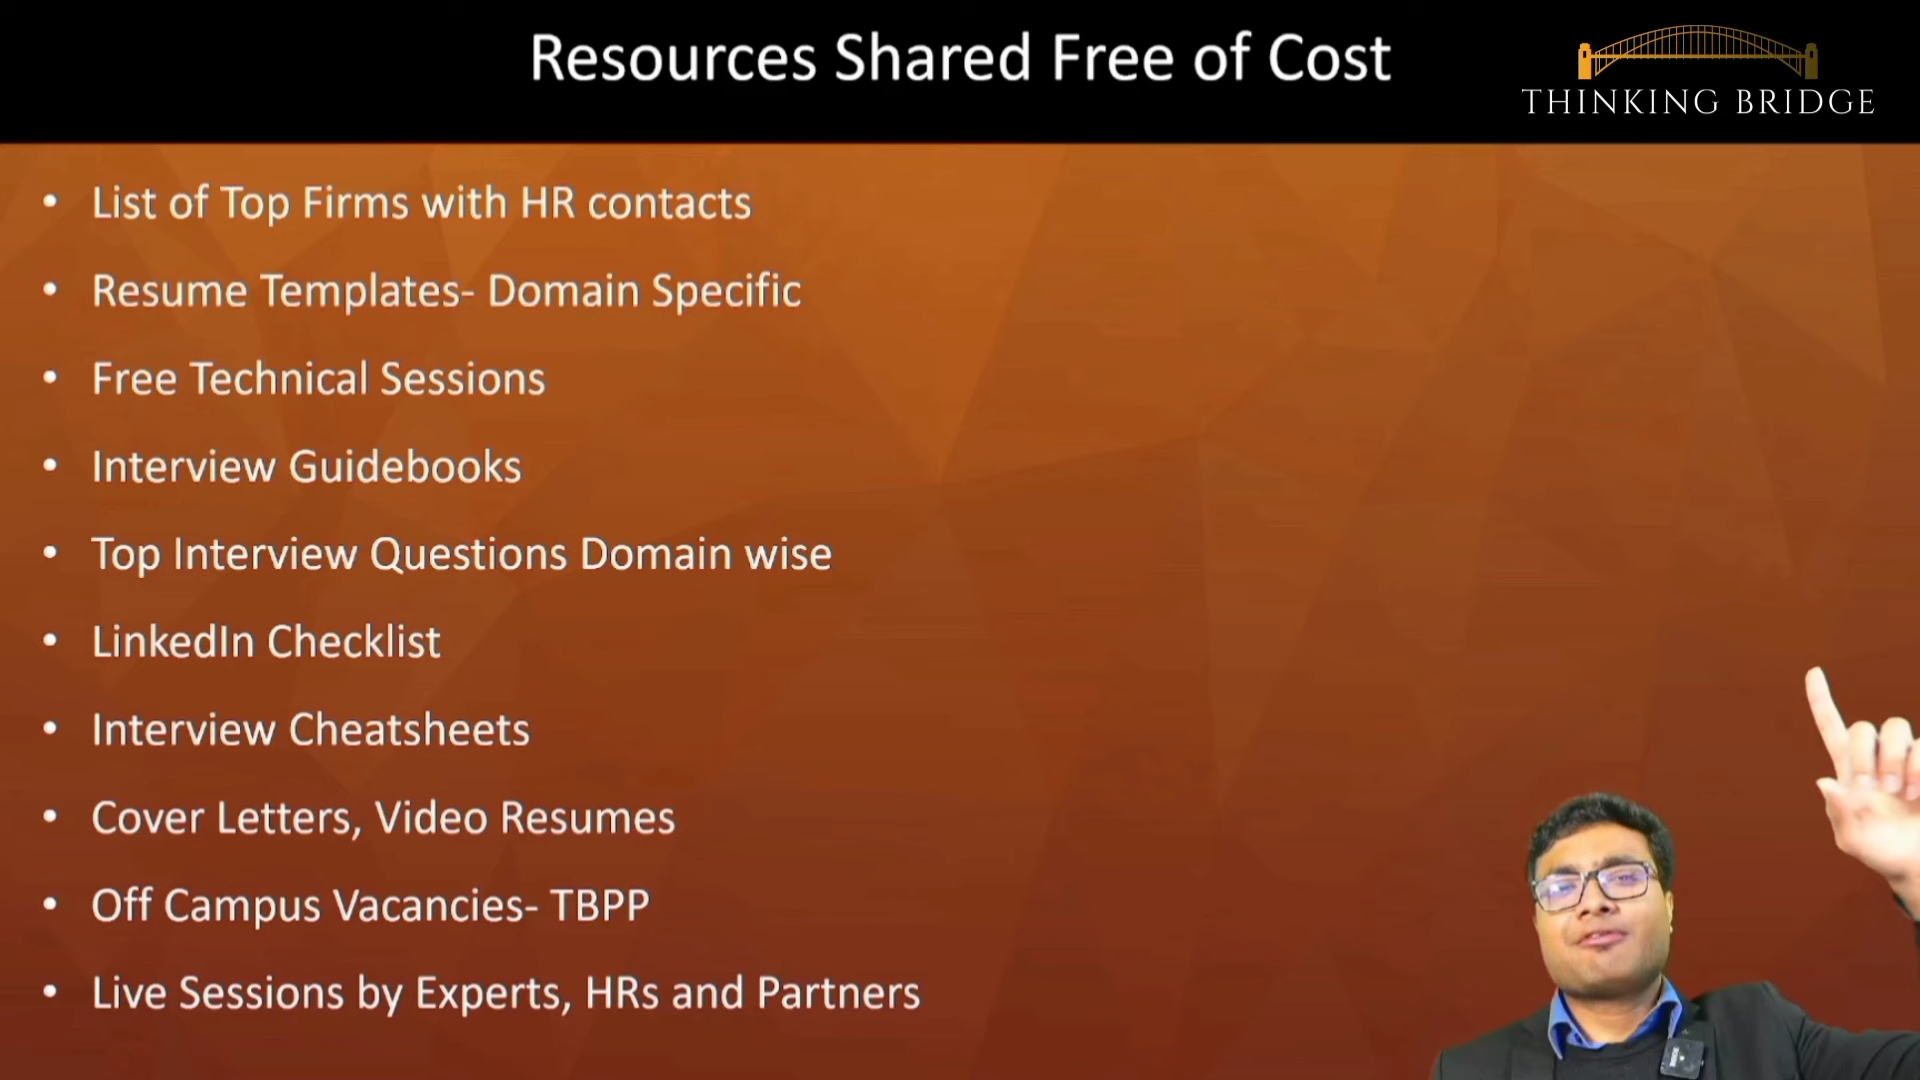 Resources Shared Free of Cost
THINKING BRIDGE
• List of Top Firms with HR contacts
• Resume Templates- Domain Specific
• Free Technical Sessions
• Interview Guidebooks
• Top Interview Questions Domain wise
• LinkedIn Checklist
• Interview Cheatsheets
• Cover Letters, Video Resumes
• Off Campus Vacancies- TBPP
• Live Sessions by Experts, HRs and Partners